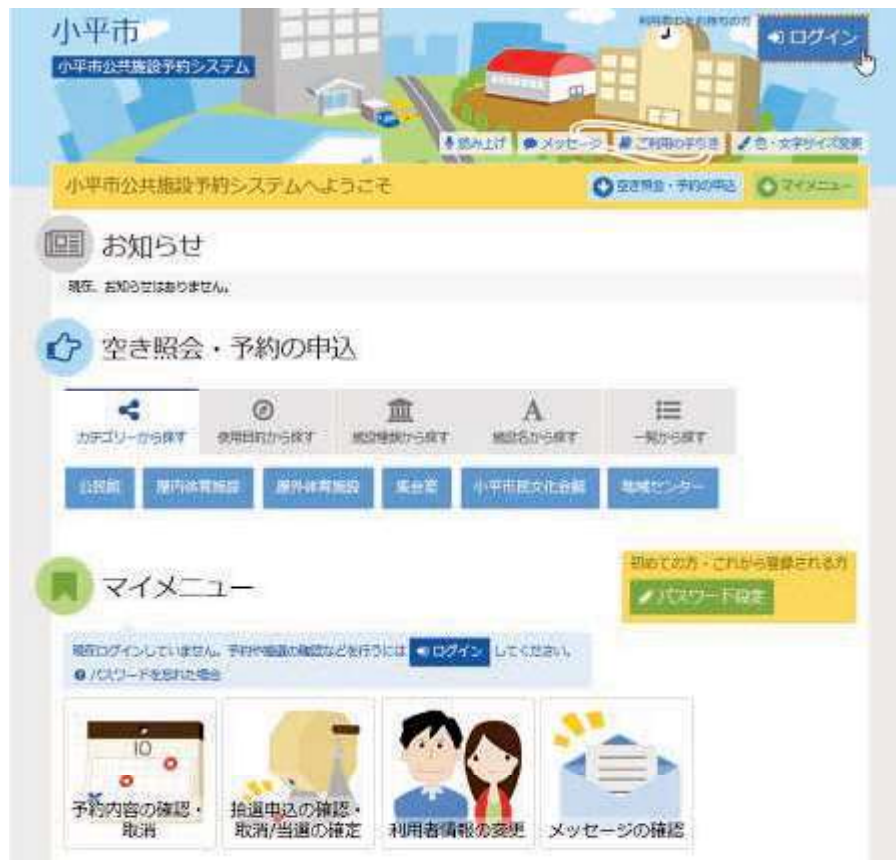 小平市
利用者IDをお持ちの方
ログイン
小平市公共施設予約システム
読み上げ メッセージ ご利用の手引き 色・文字サイズ変更
小平市公共施設予約システムへようこそ
空き照会・予約の申込 マイメニュー
お知らせ
現在、お知らせはありません。
空き照会・予約の申込
カテゴリーから探す 使用目的から探す 施設種類から探す 施設名から探す 一覧から探す
公民館 屋内体育施設 屋外体育施設 集会室 小平市民文化会館 地域センター
初めての方・これから登録される方
マイメニュー
パスワード設定
現在ログインしていません。予約や抽選の確認などを行うには ログイン してください。
パスワードを忘れた場合
10
予約内容の確認・
取消
抽選申込の確認・
取消/当選の確定
利用者情報の変更
メッセージの確認